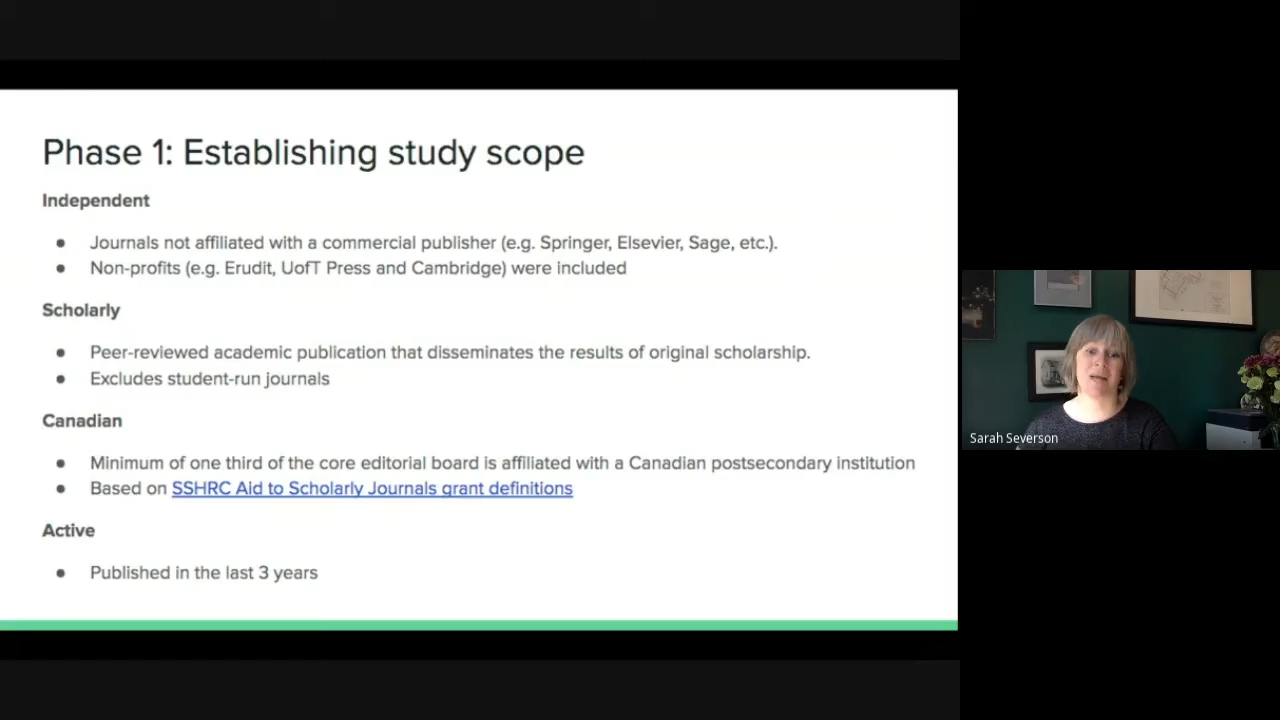 Phase 1: Establishing study scope
Independent
● Journals not affiliated with a commercial publisher (e.g. Springer, Elsevier, Sage, etc.).
● Non-profits (e.g. Erudit, UofT Press and Cambridge) were included
Scholarly
● Peer-reviewed academic publication that disseminates the results of original scholarship.
● Excludes student-run journals
Canadian
● Minimum of one third of the core editorial board is affiliated with a Canadian postsecondary institution
● Based on SSHRC Aid to Scholarly Journals grant definitions
Active
● Published in the last 3 years
Sarah Severson